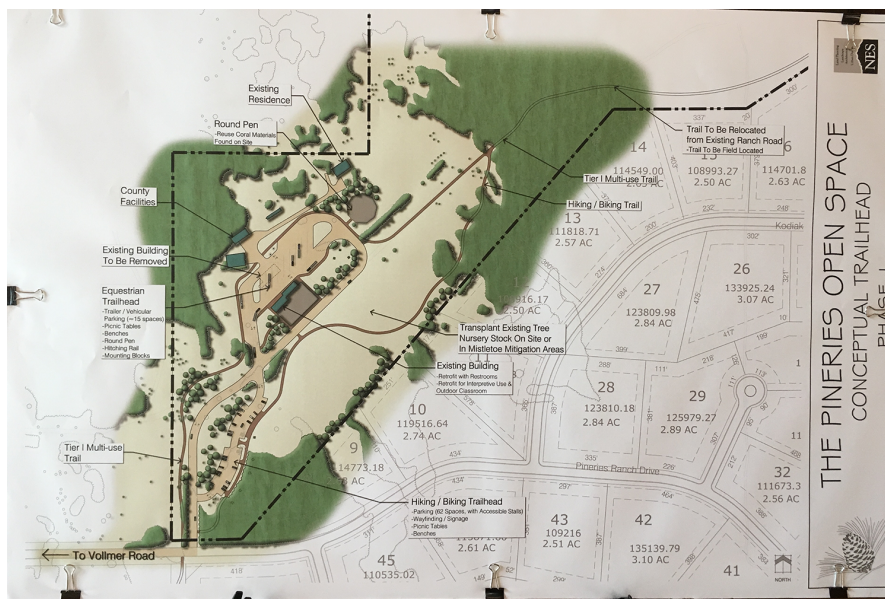 Existing
Residence
Round Pen
-Reuse Coral Materials
Found on Site
County
Facilities
Existing Building
To Be Removed
Equestrian
Trailhead
-Trailer / Vehicular
Parking (~15 spaces)
-Picnic Tables
-Benches
-Round Pen
-Hitching Rail
-Mounting Blocks
Tier I Multi-use
Trail
To Vollmer Road
Trail To Be Relocated
from Existing Ranch Road
-Trail To Be Field Located
Tier I Multi-use Trail
Hiking / Biking Trail
Transplant Existing Tree
Nursery Stock On Site or
In Mistletoe Mitigation Areas
Existing Building
-Retrofit with Restrooms
-Retrofit for Interpretive Use &
Outdoor Classroom
Hiking / Biking Trailhead
-Parking (62 Spaces, with Accessible Stalls)
-Wayfinding / Signage
-Picnic Tables
-Benches
14
114549.00
108993.27
2.50 AC
114701.8
2.63 AC
13
111818.71
2.57 AC
Kodiak
26
133925.24
3.07 AC
27
123809.98
2.84 AC
916.17
2.50 AC
11
28
123810.18
2.84 AC
29
125979.27
2.89 AC
10
119516.64
2.74 AC
9
14773.18
Pineries Ranch Drive
32
111673.3
2.56 AC
43
109216
2.51 AC
42
135139.79
3.10 AC
2.61 AC
45
110535.02
41
NORTH
NES
THE PINERIES OPEN SPACE
CONCEPTUAL TRAILHEAD
PHASE I